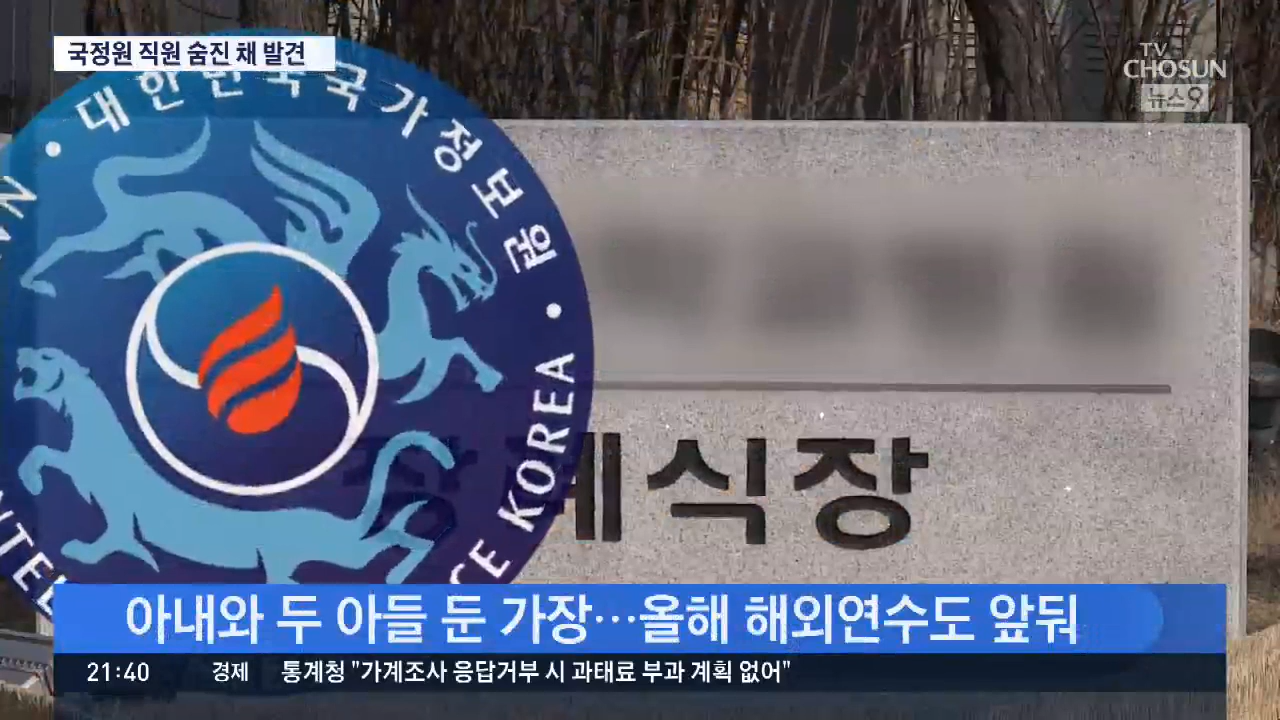 국정원 직원 숨진 채 발견
TV
CHOSUN
뉴스9
대한민국국가정보원
KOREA
장례식장
아내와 두 아들 둔 가장…올해 해외연수도 앞둬
21:40 경제 통계청 "가계조사 응답거부 시 과태료 부과 계획 없어"